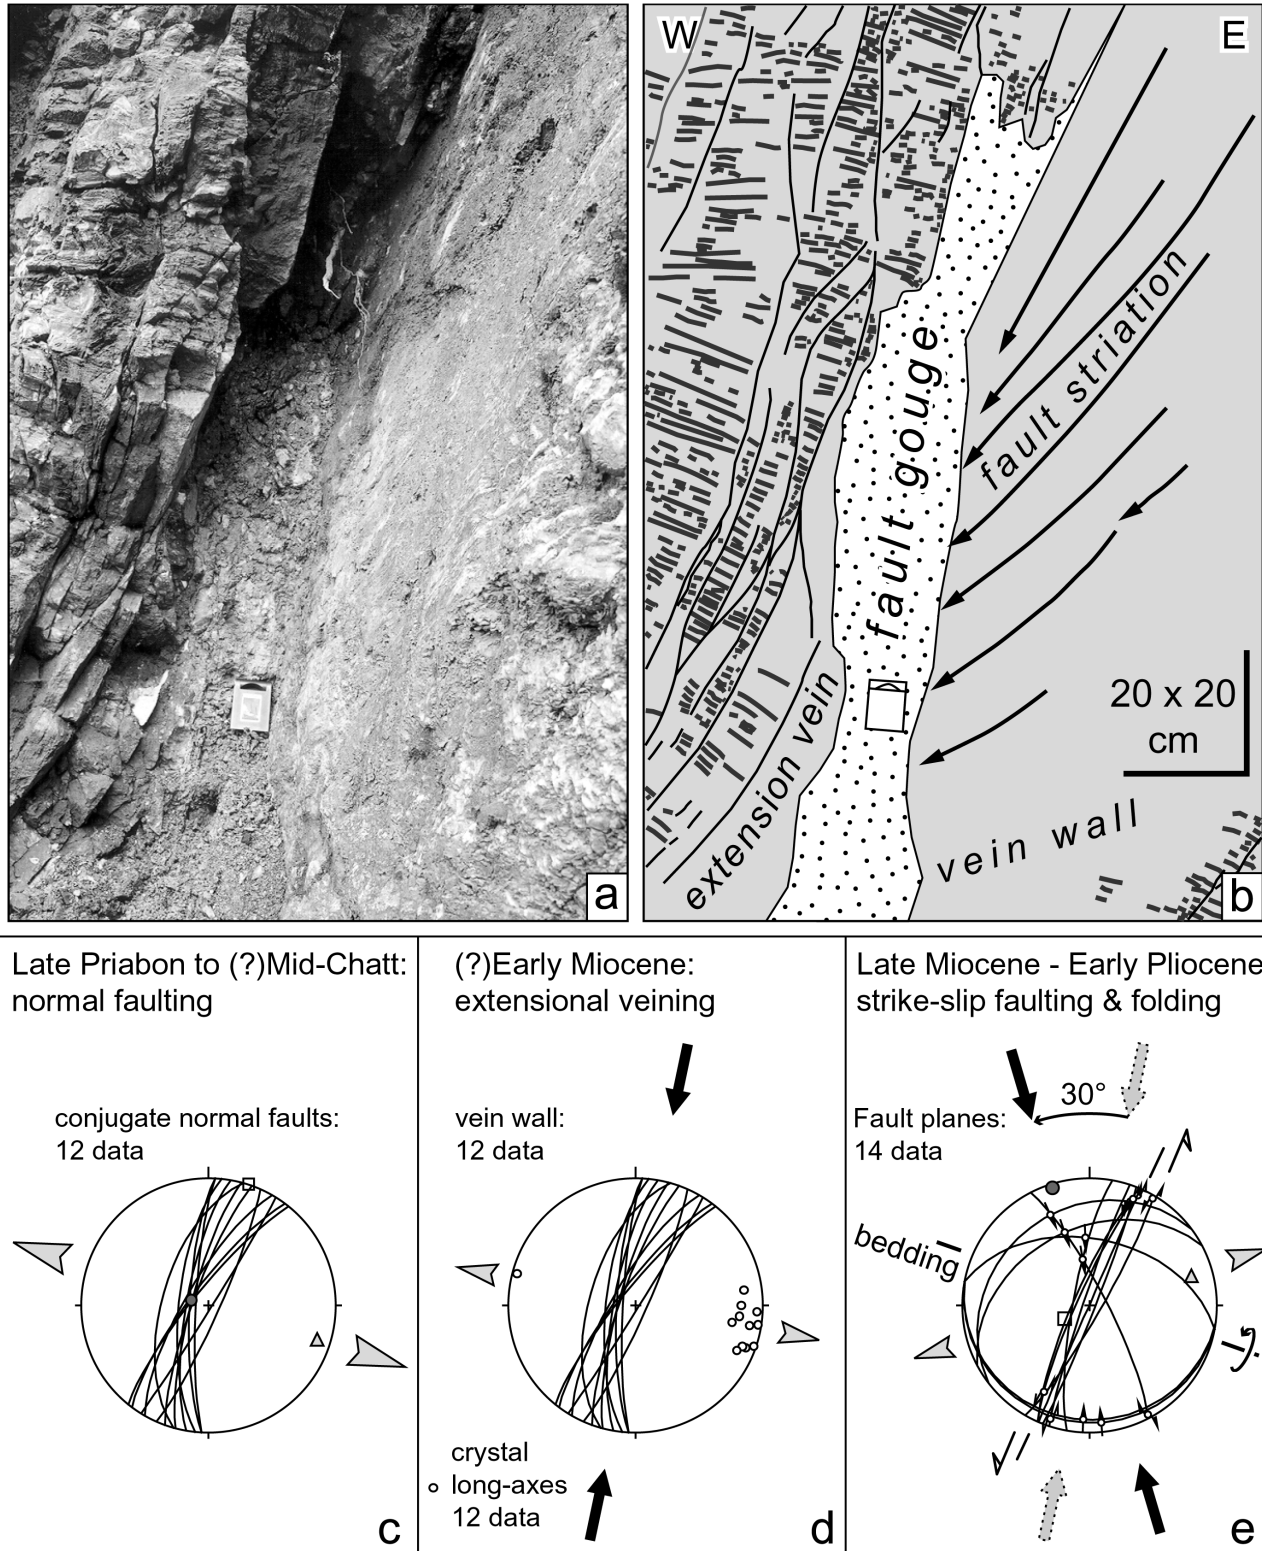 W
E
fault gouge
fault striation
extension vein
20 x 20
cm
vein wall
a
b
Late Priabon to (?)Mid-Chatt:
normal faulting
conjugate normal faults:
12 data
c
(?)Early Miocene:
extensional veining
vein wall:
12 data
crystal
long-axes
12 data
d
Late Miocene - Early Pliocene
strike-slip faulting & folding
30°
Fault planes:
14 data
bedding
e